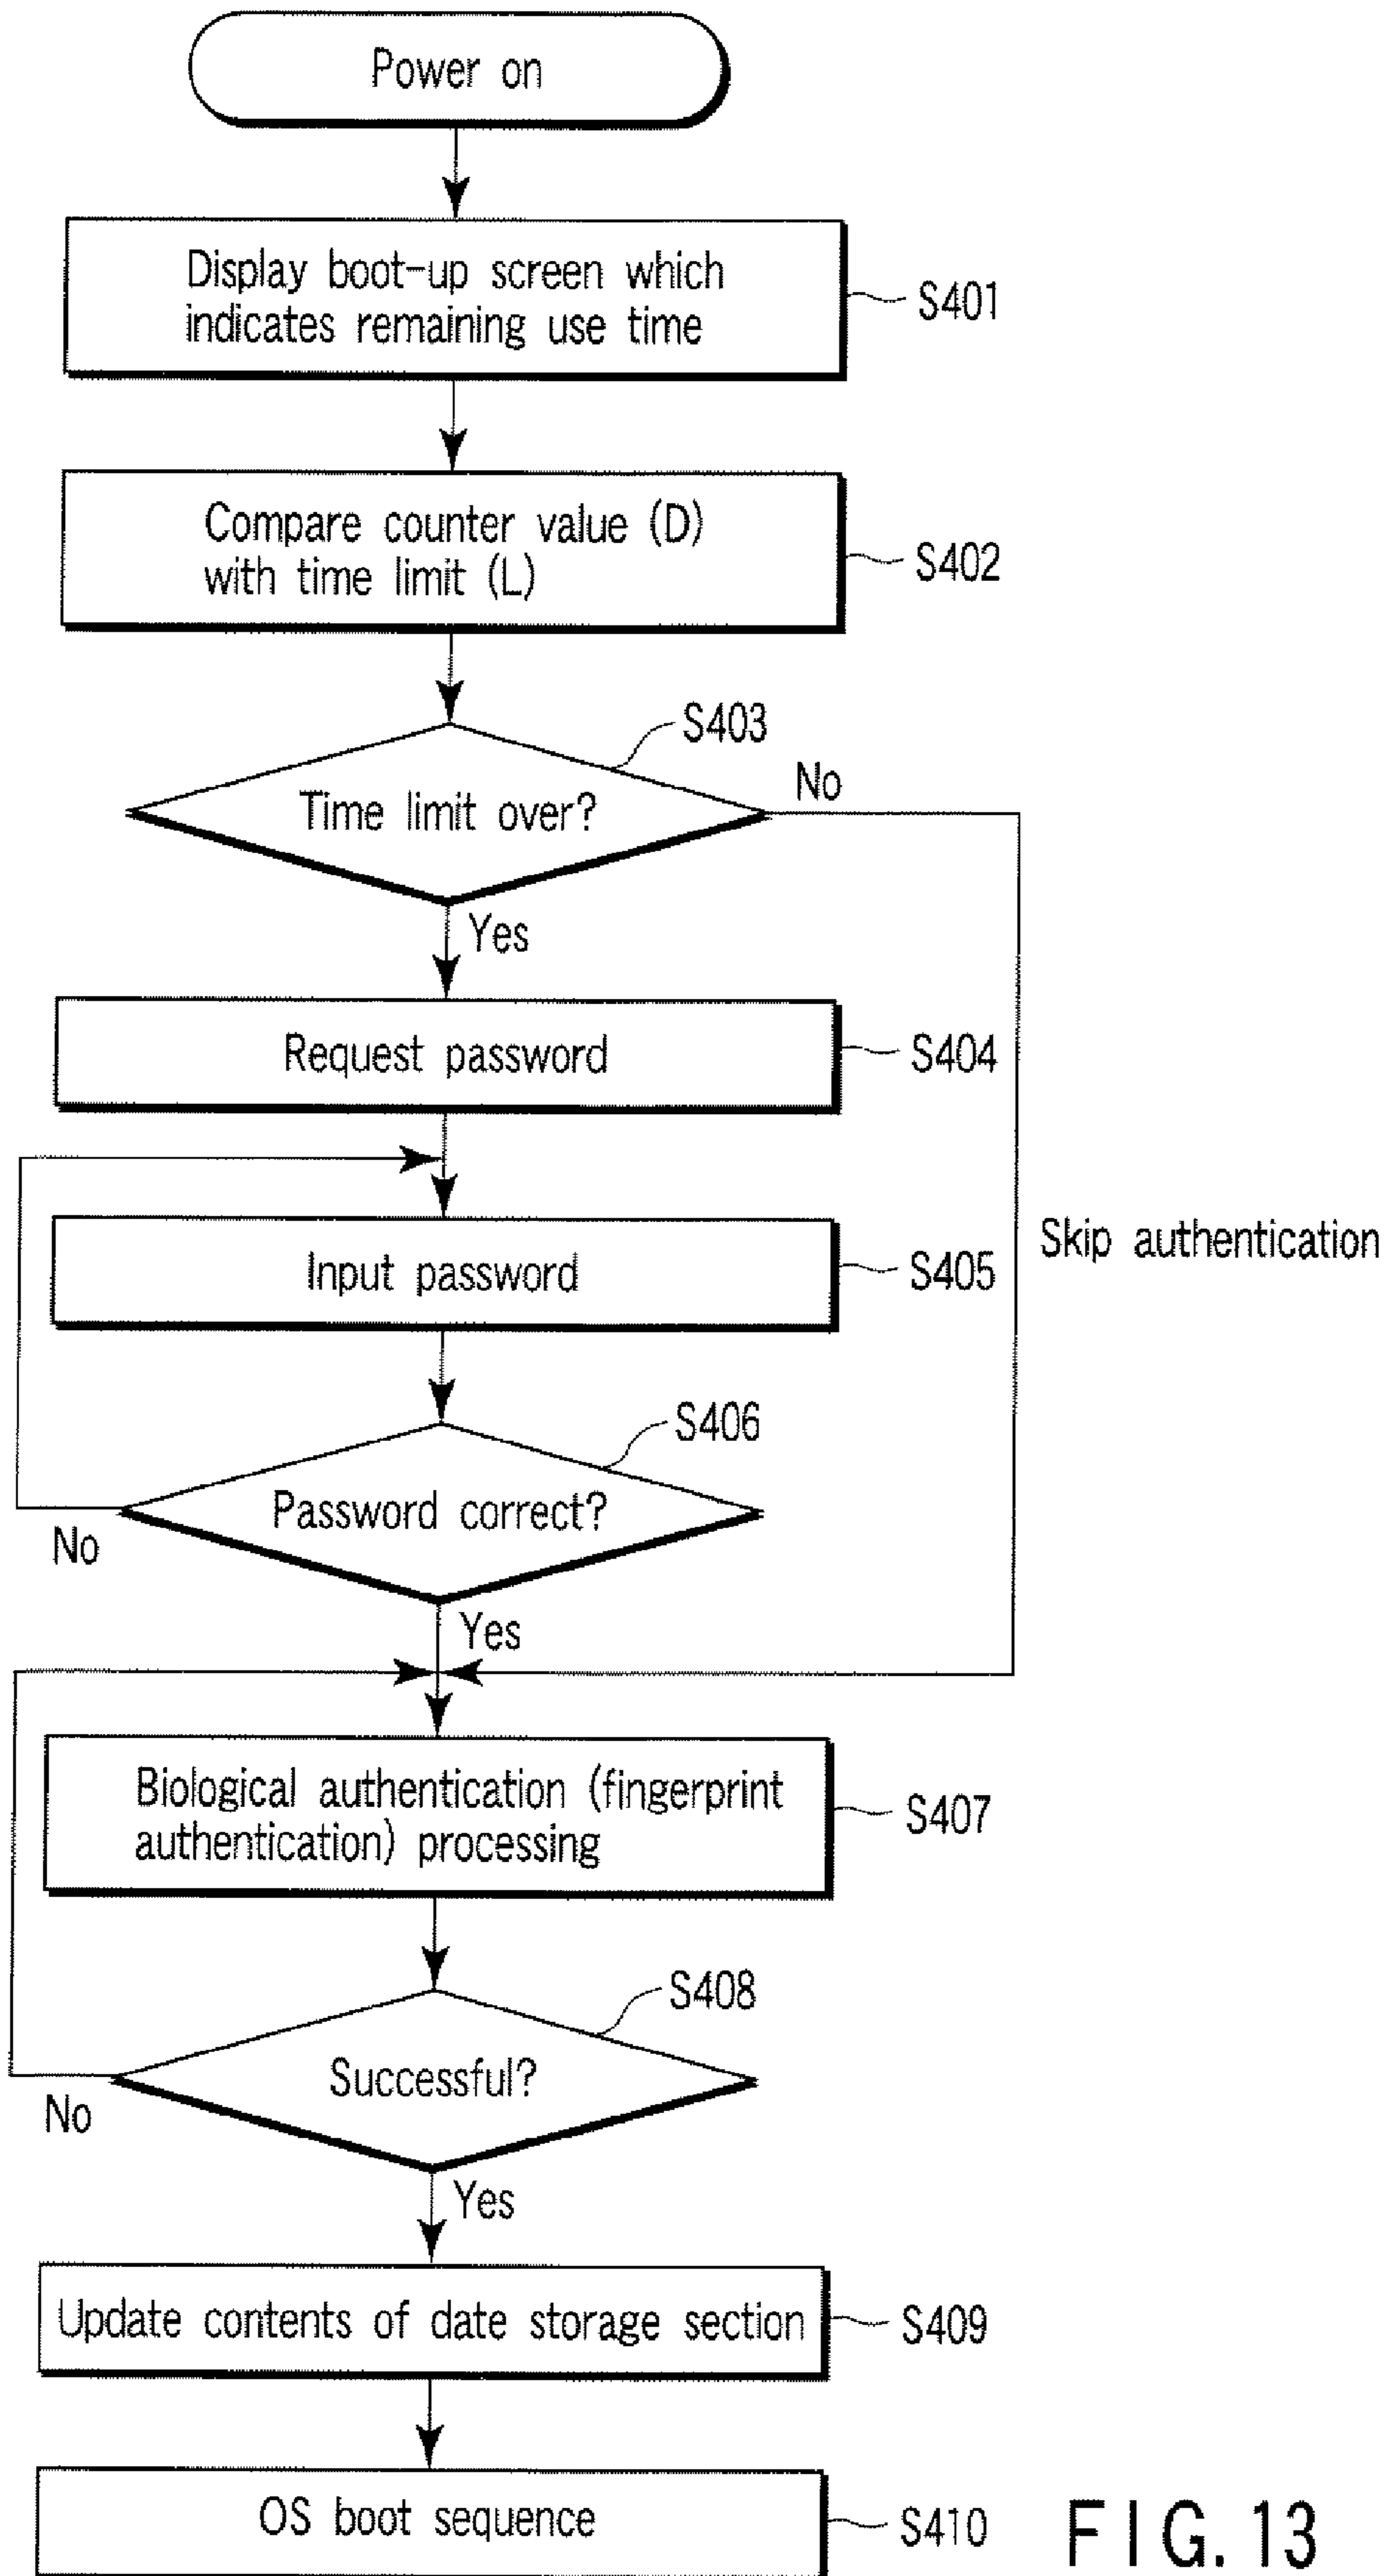 Power on
Display boot-up screen which
indicates remaining use time
S401
Compare counter value (D)
with time limit (L)
S402
S403
No
Time limit over?
Yes
Request password
S404
Skip authentication
Input password
S405
S406
Password correct?
No
Yes
Biological authentication (fingerprint
authentication) processing
S407
S408
Successful?
No
Yes
Update contents of date storage section
S409
OS boot sequence
S410
FIG. 13